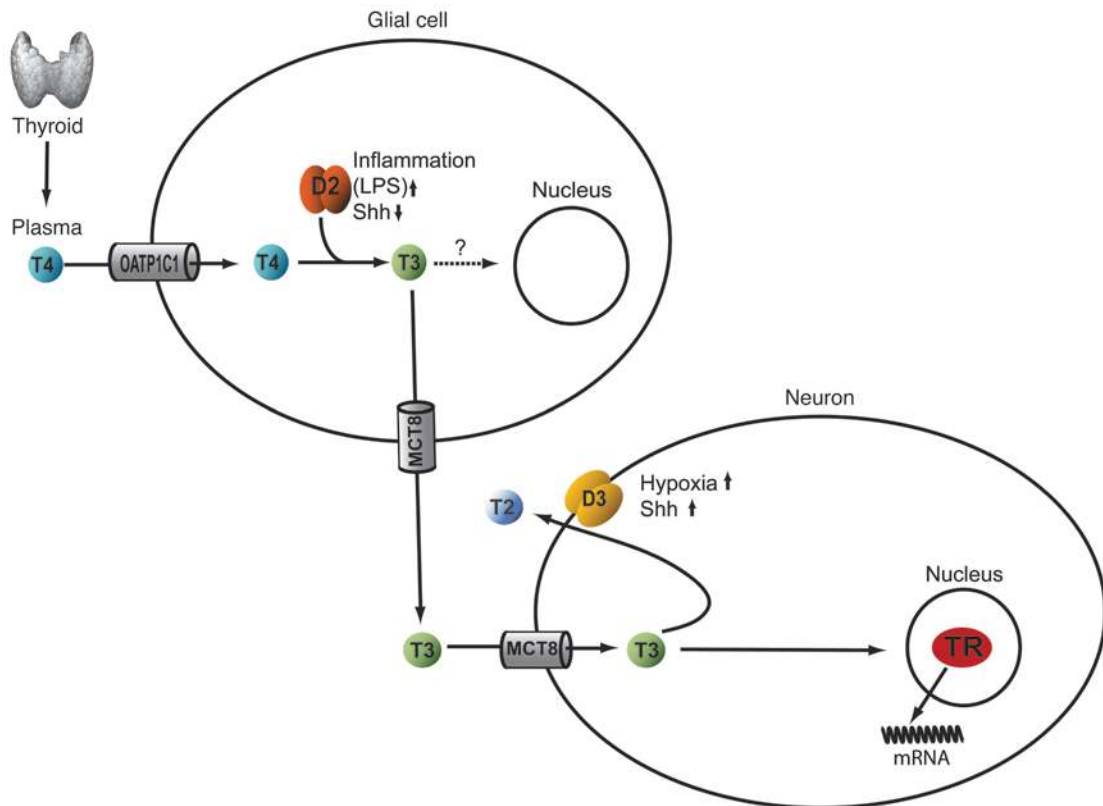 Glial cell
Thyroid
Inflammation
D2
(LPS)↑
Shh↓
Nucleus
Plasma
T4
OATP1C1
T4
T3
?
MCT8
Neuron
T2
D3
Hypoxia ↑
Shh ↑
Nucleus
T3
MCT8
T3
TR
mRNA